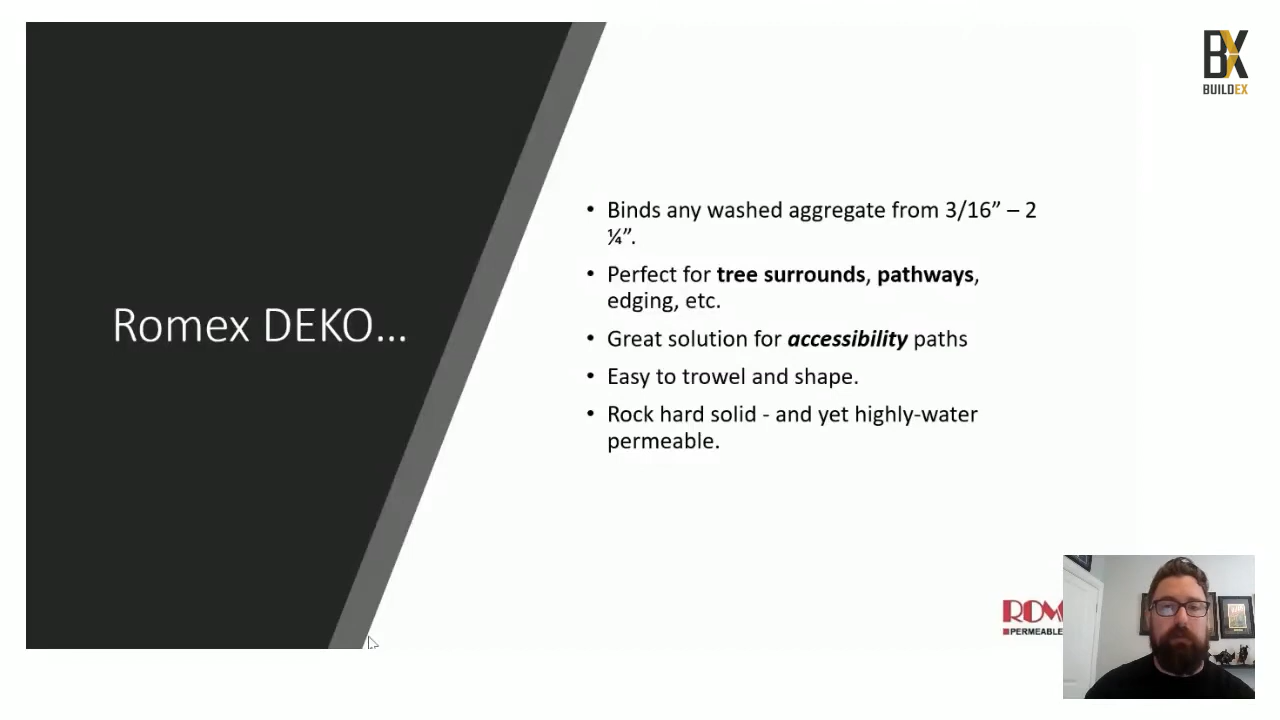 BX
BUILDEX
Romex DEKO...
• Binds any washed aggregate from 3/16” – 2
¼”.
• Perfect for tree surrounds, pathways,
edging, etc.
• Great solution for accessibility paths
• Easy to trowel and shape.
• Rock hard solid - and yet highly-water
permeable.
PERMEABLE